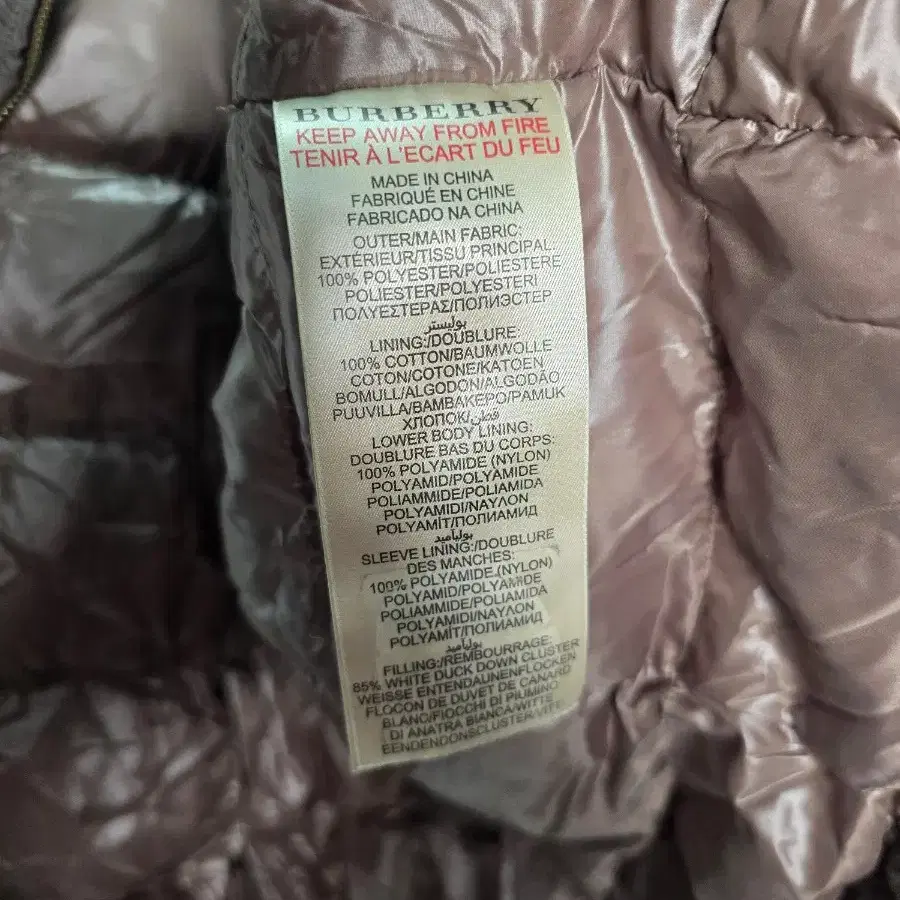 BURBERRY
KEEP AWAY FROM FIRE
TENIR À L'ECART DU FEU
MADE IN CHINA
FABRIQUÉ EN CHINE
FABRICADO NA CHINA
OUTER/MAIN FABRIC:
EXTÉRIEUR/TISSU PRINCIPAL
100% POLYESTER/POLIESTERE
POLIESTER/POLYESTERI
ΠΟΛΥΕΣΤΕΡΑΣ/ПОЛИЭСТЕР
بوليستر
LINING:/DOUBLURE:
100% COTTON/BAUMWOLLE
COTON/COTONE/KATOEN
BOMULL/ALGODON/ALGODÃO
PUUVILLA/ΒΑΜΒΑΚΕΡΟ/PAMUK
ХЛОПОК/قطن
LOWER BODY LINING:
DOUBLURE BAS DU CORPS:
100% POLYAMIDE (NYLON)
POLYAMID/POLYAMIDE
POLIAMMIDE/POLIAMIDA
POLYAMIDI/ΝΑΥΛΟΝ
POLYAMİT/ПОЛИАМИД
بولياميد
SLEEVE LINING:/DOUBLURE
DES MANCHES:
100% POLYAMIDE (NYLON)
POLYAMID/POLYAMIDE
POLIAMMIDE/POLIAMIDA
POLYAMIDI/ΝΑΥΛΟΝ
POLYAMİT/ПОЛИАМИД
بولياميد
FILLING:/REMBOURRAGE:
85% WHITE DUCK DOWN CLUSTER
WEISSE ENTENDAUNENFLOCKEN
FLOCON DE DUVET DE CANARD
BLANC/FIOCCHI DI PIUMINO
DI ANATRA BIANCA/WITTE
EENDENDONSCLUSTER/VIT